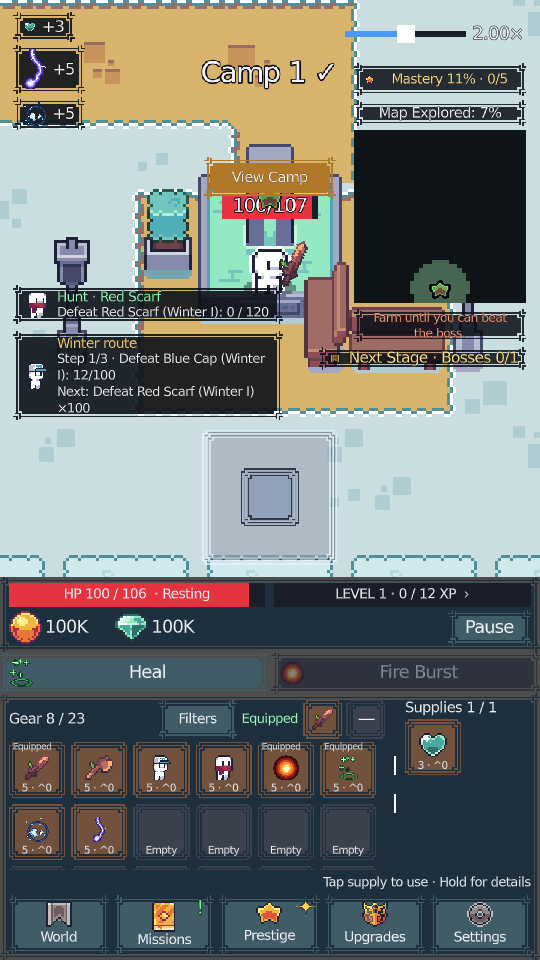 +3
2.00×
+5
Camp 1 ✓
Mastery 11% · 0/5
Map Explored: 7%
+5
View Camp
100/107
Hunt · Red Scarf
Defeat Red Scarf (Winter I): 0 / 120
Farm until you can beat
the boss
Winter route
Step 1/3 · Defeat Blue Cap (Winter
I): 12/100
Next: Defeat Red Scarf (Winter I)
×100
Next Stage · Bosses 0/1
HP 100 / 106 · Resting
LEVEL 1 · 0 / 12 XP ›
100K
100K
Pause
Heal
Fire Burst
Gear 8 / 23
Filters
Equipped
—
Supplies 1 / 1
Equipped
Equipped
Equipped
5 · ^0
5 · ^0
5 · ^0
5 · ^0
5 · ^0
5 · ^0
3 · ^0
5 · ^0
5 · ^0
Empty
Empty
Empty
Empty
Tap supply to use · Hold for details
World
Missions
!
Prestige
Upgrades
Settings